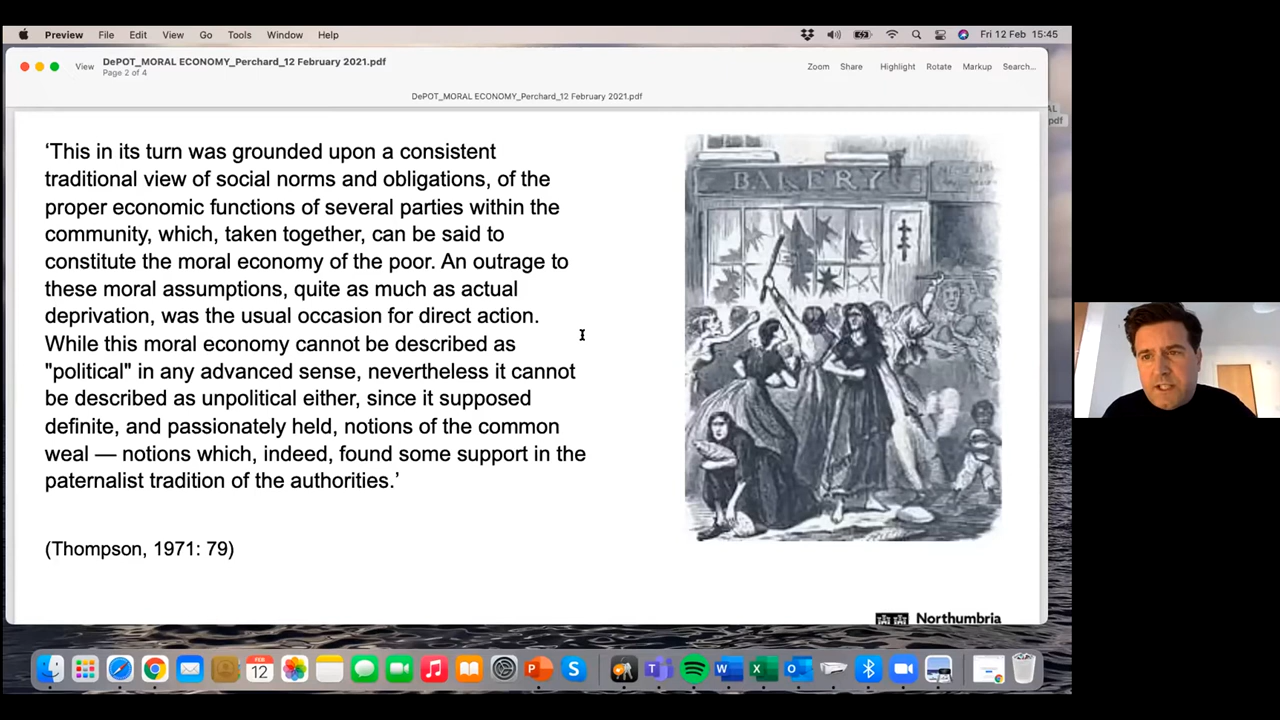 Preview File Edit View Go Tools Window Help Fri 12 Feb 15:45
View DePOT_MORAL ECONOMY_Perchard_12 February 2021.pdf
Page 2 of 4
Zoom Share Highlight Rotate Markup Search...
DePOT_MORAL ECONOMY_Perchard_12 February 2021.pdf
AL
pdf
‘This in its turn was grounded upon a consistent
traditional view of social norms and obligations, of the
proper economic functions of several parties within the
community, which, taken together, can be said to
constitute the moral economy of the poor. An outrage to
these moral assumptions, quite as much as actual
deprivation, was the usual occasion for direct action.
While this moral economy cannot be described as
"political" in any advanced sense, nevertheless it cannot
be described as unpolitical either, since it supposed
definite, and passionately held, notions of the common
weal — notions which, indeed, found some support in the
paternalist tradition of the authorities.’
(Thompson, 1971: 79)
BAKERY
Northumbria
FEB
12